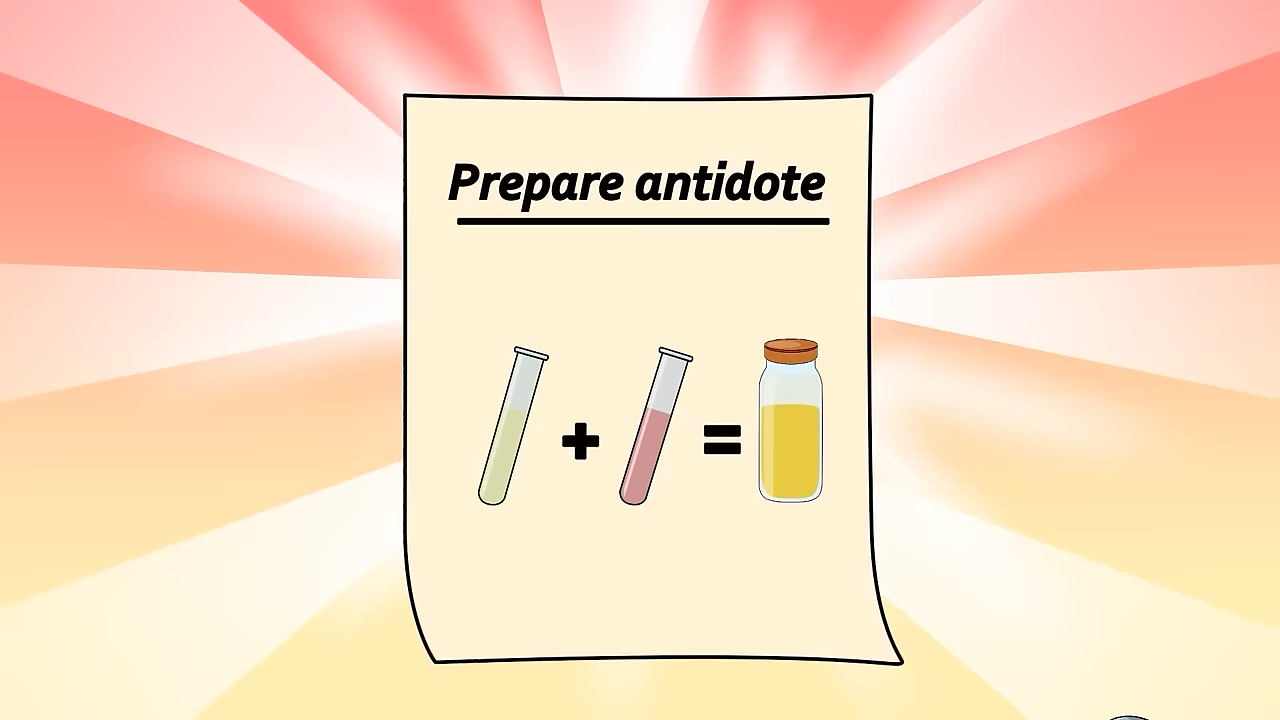 Prepare antidote
+ =